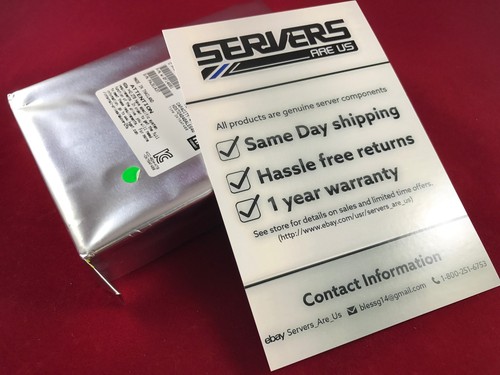 SERVERS
ARE US
All products are genuine server components
Same Day shipping
Hassle free returns
1 year warranty
See store for details on sales and limited time offers.
(http://www.ebay.com/usr/servers_are_us)
Contact Information
ebay Servers_Are_Us blessg14@gmail.com 1-800-251-6753
ATTENTION